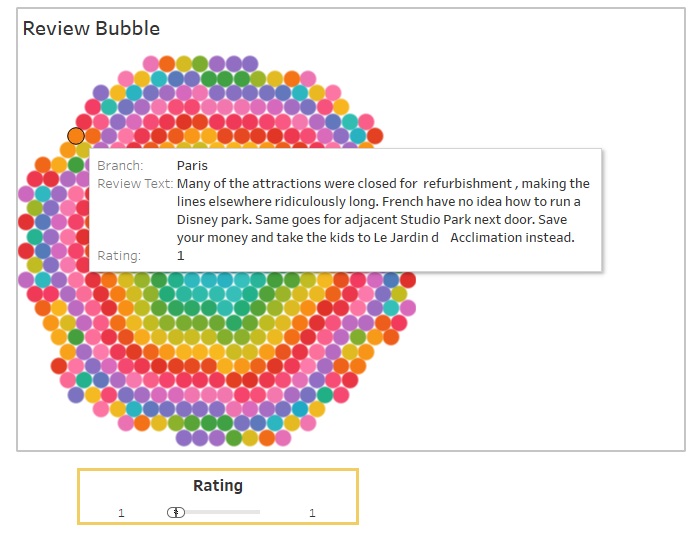 Review Bubble
Branch: Paris
Review Text: Many of the attractions were closed for refurbishment , making the
lines elsewhere ridiculously long. French have no idea how to run a
Disney park. Same goes for adjacent Studio Park next door. Save
your money and take the kids to Le Jardin d Acclimation instead.
Rating: 1
Rating
1 1